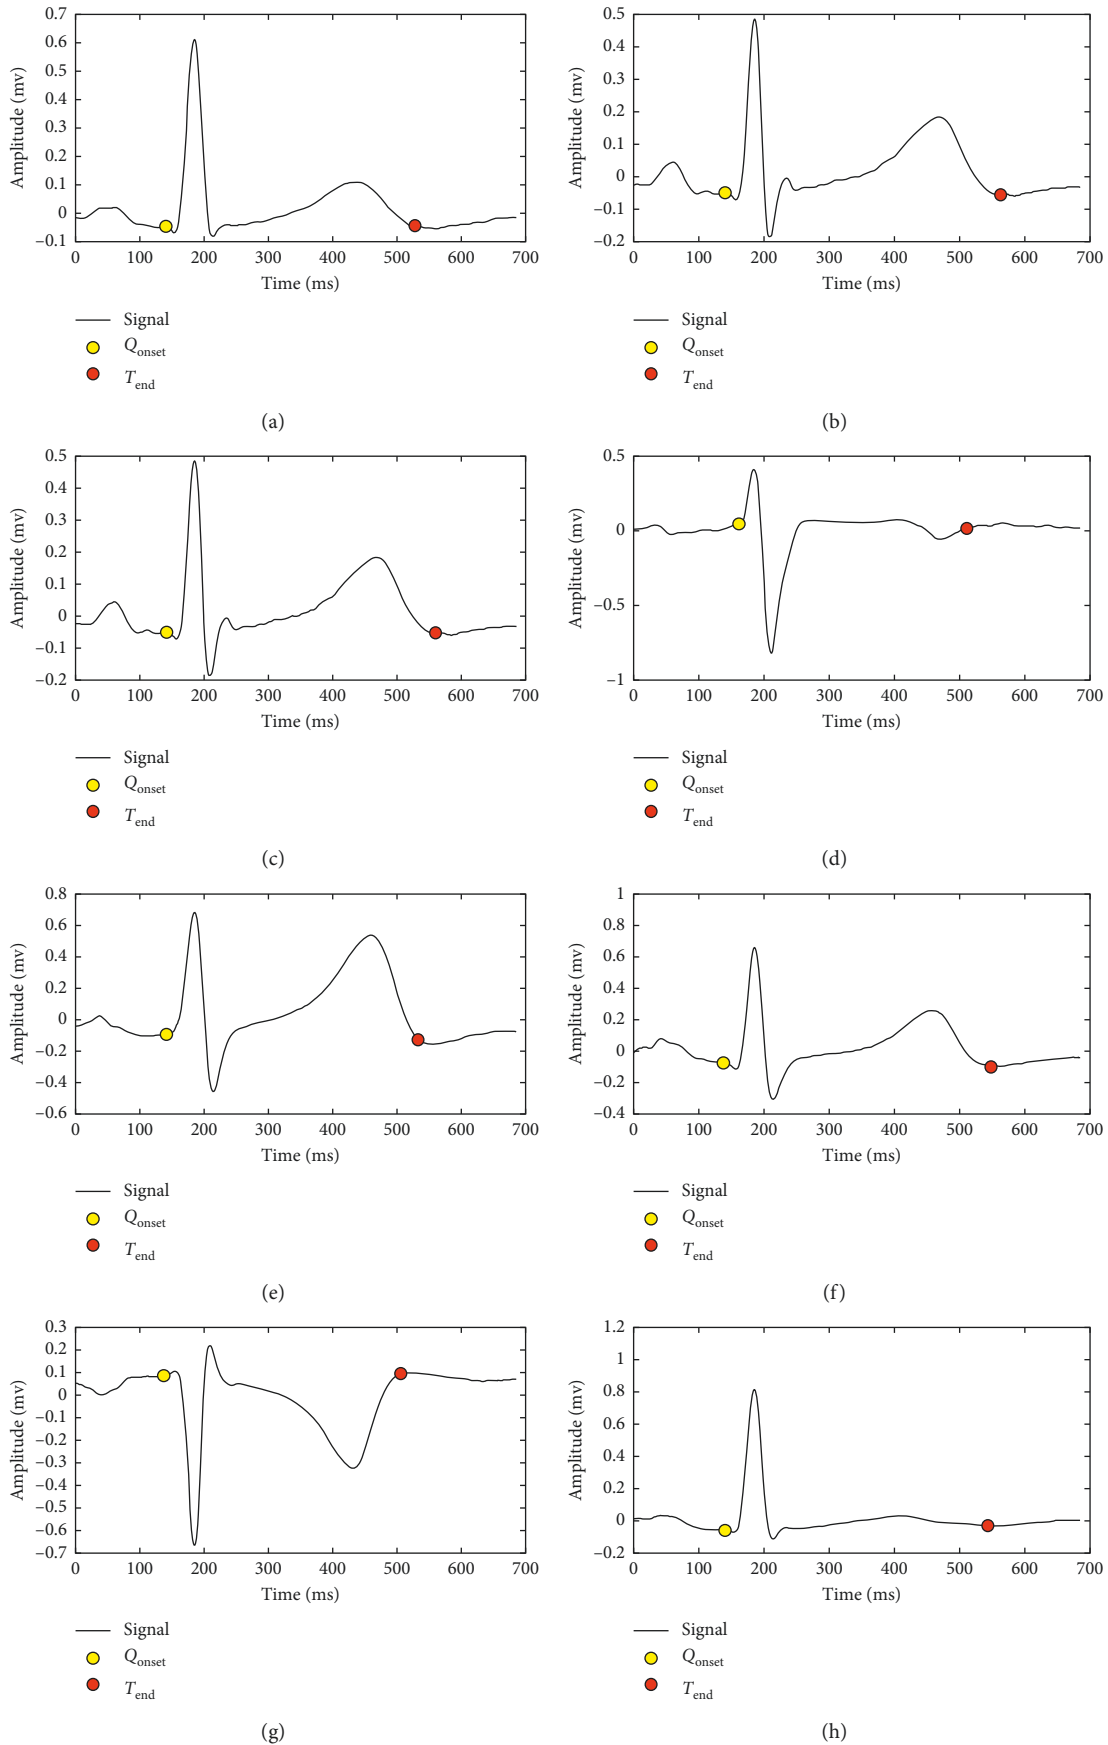 0.7
0.6
0.5
0.4
0.3
0.2
0.1
0
–0.1
Amplitude (mv)
0 100 200 300 400 500 600 700
Time (ms)
Signal
Qonset
Tend
(a)
0.5
0.4
0.3
0.2
0.1
0
–0.1
–0.2
Amplitude (mv)
0 100 200 300 400 500 600 700
Time (ms)
Signal
Qonset
Tend
(b)
0.5
0.4
0.3
0.2
0.1
0
–0.1
–0.2
Amplitude (mv)
0 100 200 300 400 500 600 700
Time (ms)
Signal
Qonset
Tend
(c)
0.5
0
–0.5
–1
Amplitude (mv)
0 100 200 300 400 500 600 700
Time (ms)
Signal
Qonset
Tend
(d)
0.8
0.6
0.4
0.2
0
–0.2
–0.4
–0.6
Amplitude (mv)
0 100 200 300 400 500 600 700
Time (ms)
Signal
Qonset
Tend
(e)
1
0.8
0.6
0.4
0.2
0
–0.2
–0.4
Amplitude (mv)
0 100 200 300 400 500 600 700
Time (ms)
Signal
Qonset
Tend
(f)
0.3
0.2
0.1
0
–0.1
–0.2
–0.3
–0.4
–0.5
–0.6
–0.7
Amplitude (mv)
0 100 200 300 400 500 600 700
Time (ms)
Signal
Qonset
Tend
(g)
1.2
1
0.8
0.6
0.4
0.2
0
–0.2
Amplitude (mv)
0 100 200 300 400 500 600 700
Time (ms)
Signal
Qonset
Tend
(h)